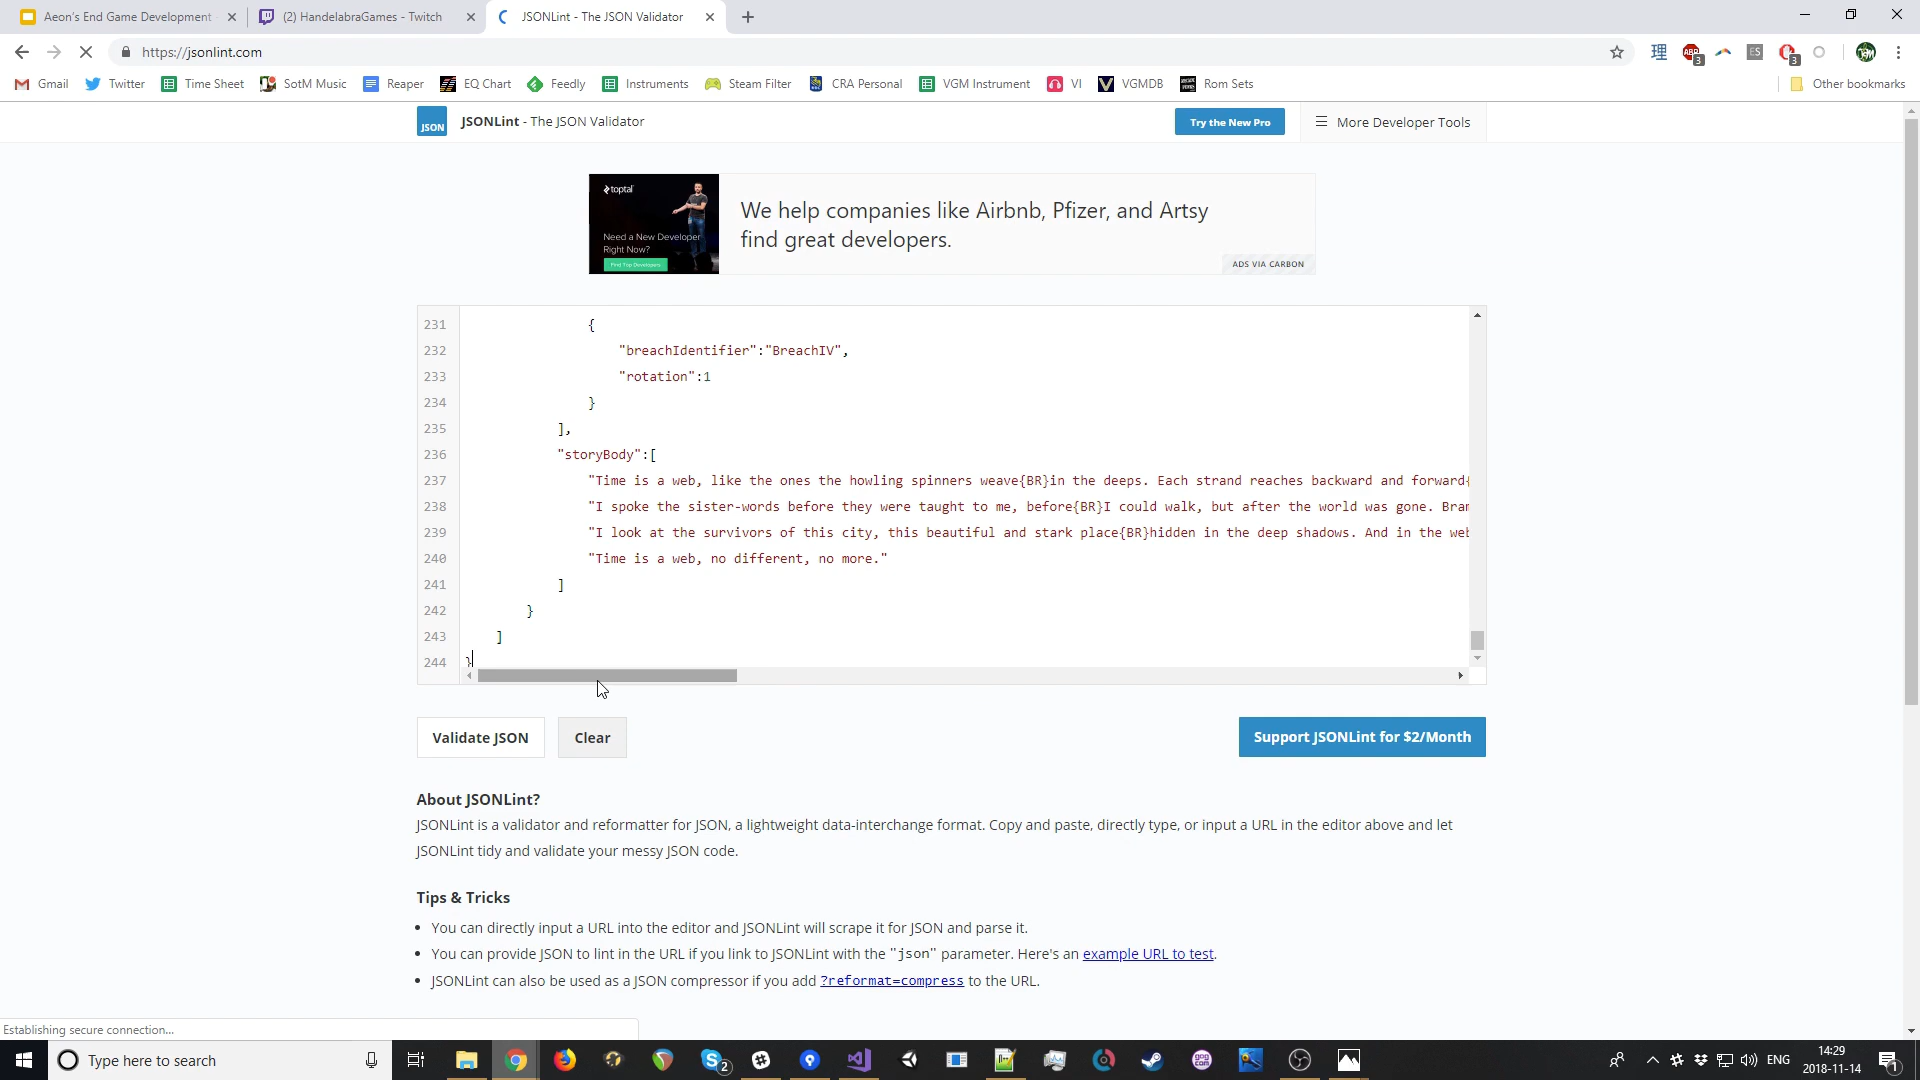 Aeon's End Game Development
(2) HandelabraGames - Twitch
JSONLint - The JSON Validator
https://jsonlint.com
Gmail
Twitter
Time Sheet
SotM Music
Reaper
EQ Chart
Feedly
Instruments
Steam Filter
CRA Personal
VGM Instrument
VI
VGMDB
Rom Sets
Other bookmarks
JSON
JSONLint - The JSON Validator
Try the New Pro
More Developer Tools
toptal
Need a New Developer
Right Now?
Find Top Developers
We help companies like Airbnb, Pfizer, and Artsy
find great developers.
ADS VIA CARBON
231 {
232 "breachIdentifier":"BreachIV",
233 "rotation":1
234 }
235 ],
236 "storyBody":[
237 "Time is a web, like the ones the howling spinners weave{BR}in the deeps. Each strand reaches backward and forward{
238 "I spoke the sister-words before they were taught to me, before{BR}I could walk, but after the world was gone. Bram
239 "I look at the survivors of this city, this beautiful and stark place{BR}hidden in the deep shadows. And in the web
240 "Time is a web, no different, no more."
241 ]
242 }
243 ]
244 }
Validate JSON
Clear
Support JSONLint for $2/Month
About JSONLint?
JSONLint is a validator and reformatter for JSON, a lightweight data-interchange format. Copy and paste, directly type, or input a URL in the editor above and let
JSONLint tidy and validate your messy JSON code.
Tips & Tricks
• You can directly input a URL into the editor and JSONLint will scrape it for JSON and parse it.
• You can provide JSON to lint in the URL if you link to JSONLint with the "json" parameter. Here's an example URL to test.
• JSONLint can also be used as a JSON compressor if you add ?reformat=compress to the URL.
Establishing secure connection...
Type here to search
ENG
14:29
2018-11-14